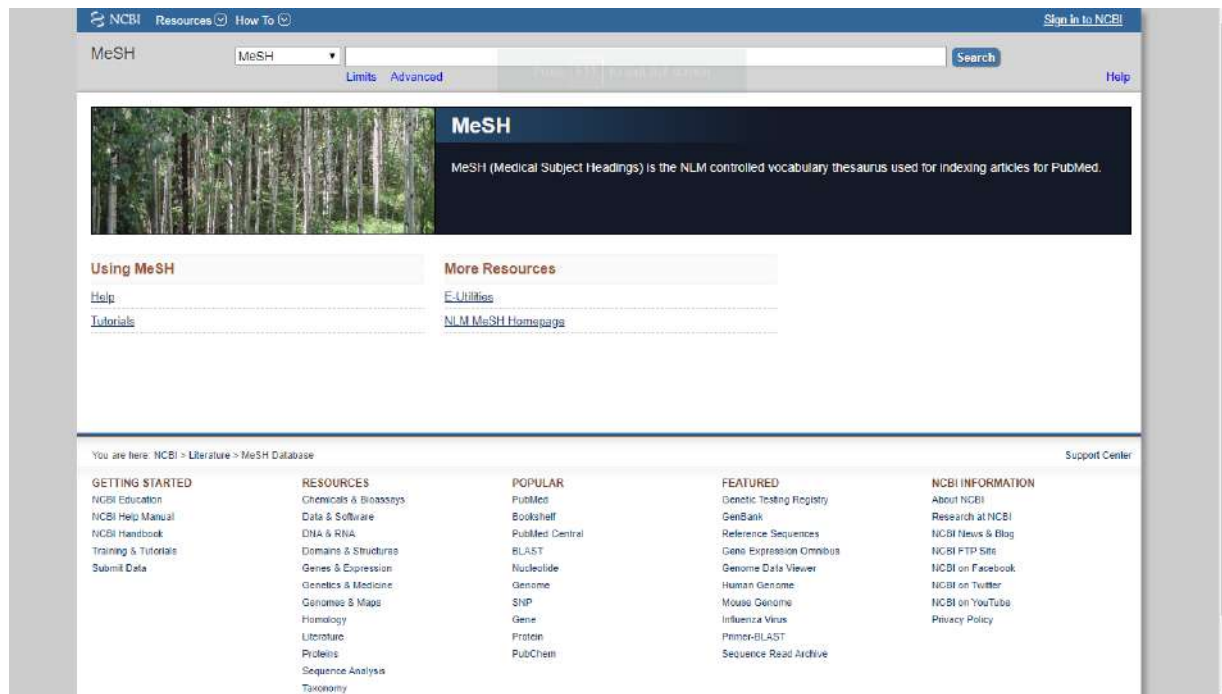 NCBI Resources How To Sign in to NCBI
MeSH MeSH Search
Limits Advanced Help
MeSH
MeSH (Medical Subject Headings) is the NLM controlled vocabulary thesaurus used for indexing articles for PubMed.
Using MeSH
Help
Tutorials
More Resources
E-Utilities
NLM MeSH Homepage
You are here: NCBI > Literature > MeSH Database Support Center
GETTING STARTED
NCBI Education
NCBI Help Manual
NCBI Handbook
Training & Tutorials
Submit Data
RESOURCES
Chemicals & Bioassays
Data & Software
DNA & RNA
Domains & Structures
Genes & Expression
Genetics & Medicine
Genomes & Maps
Homology
Literature
Proteins
Sequence Analysis
Taxonomy
POPULAR
PubMed
Bookshelf
PubMed Central
BLAST
Nucleotide
Genome
SNP
Gene
Protein
PubChem
FEATURED
Genetic Testing Registry
GenBank
Reference Sequences
Gene Expression Omnibus
Genome Data Viewer
Human Genome
Mouse Genome
Influenza Virus
Primer-BLAST
Sequence Read Archive
NCBI INFORMATION
About NCBI
Research at NCBI
NCBI News & Blog
NCBI FTP Site
NCBI on Facebook
NCBI on Twitter
NCBI on YouTube
Privacy Policy